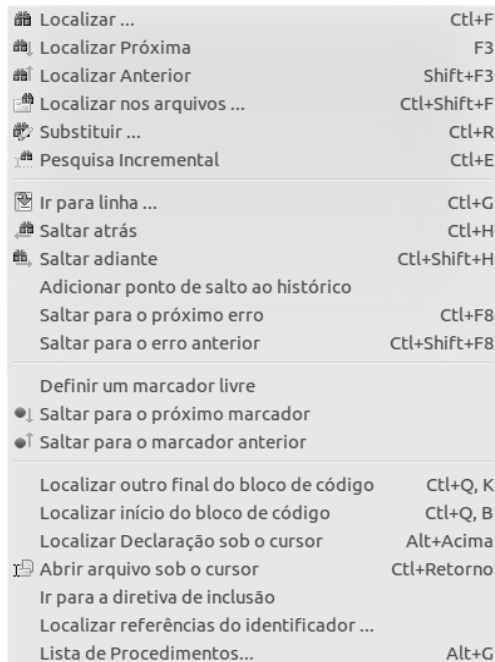 Localizar ... Ctl+F
Localizar Próxima F3
Localizar Anterior Shift+F3
Localizar nos arquivos ... Ctl+Shift+F
Substituir ... Ctl+R
Pesquisa Incremental Ctl+E
Ir para linha ... Ctl+G
Saltar atrás Ctl+H
Saltar adiante Ctl+Shift+H
Adicionar ponto de salto ao histórico
Saltar para o próximo erro Ctl+F8
Saltar para o erro anterior Ctl+Shift+F8
Definir um marcador livre
Saltar para o próximo marcador
Saltar para o marcador anterior
Localizar outro final do bloco de código Ctl+Q, K
Localizar início do bloco de código Ctl+Q, B
Localizar Declaração sob o cursor Alt+Acima
Abrir arquivo sob o cursor Ctl+Retorno
Ir para a diretiva de inclusão
Localizar referências do identificador ...
Lista de Procedimentos... Alt+G